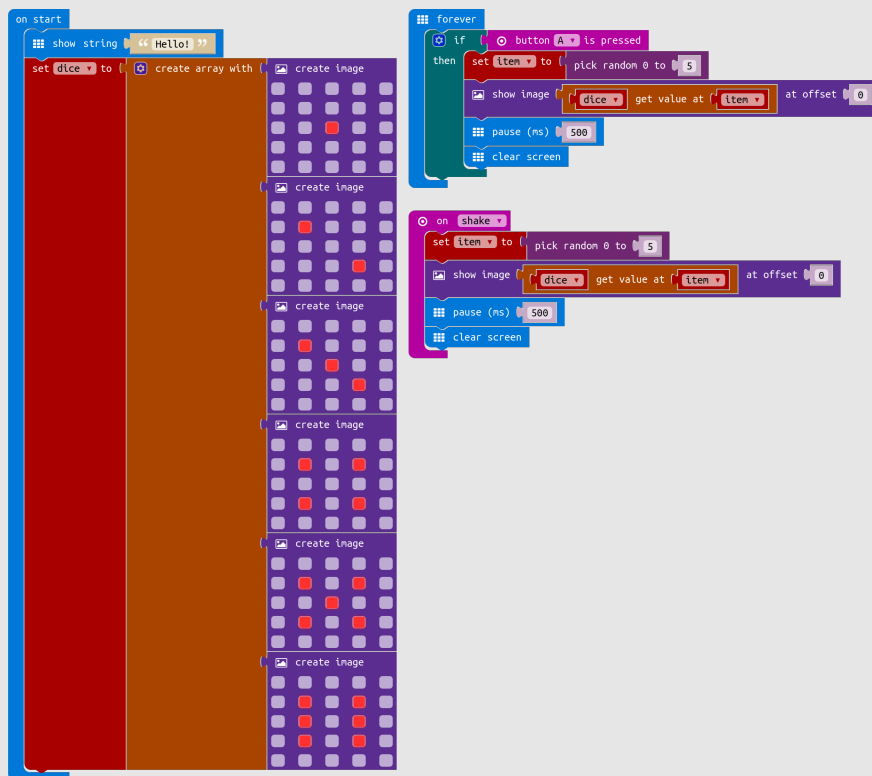 on start
show string “ Hello! ”
set dice to create array with create image
create image
create image
create image
create image
create image
forever
if button A is pressed
then set item to pick random 0 to 5
show image dice get value at item at offset 0
pause (ms) 500
clear screen
on shake
set item to pick random 0 to 5
show image dice get value at item at offset 0
pause (ms) 500
clear screen